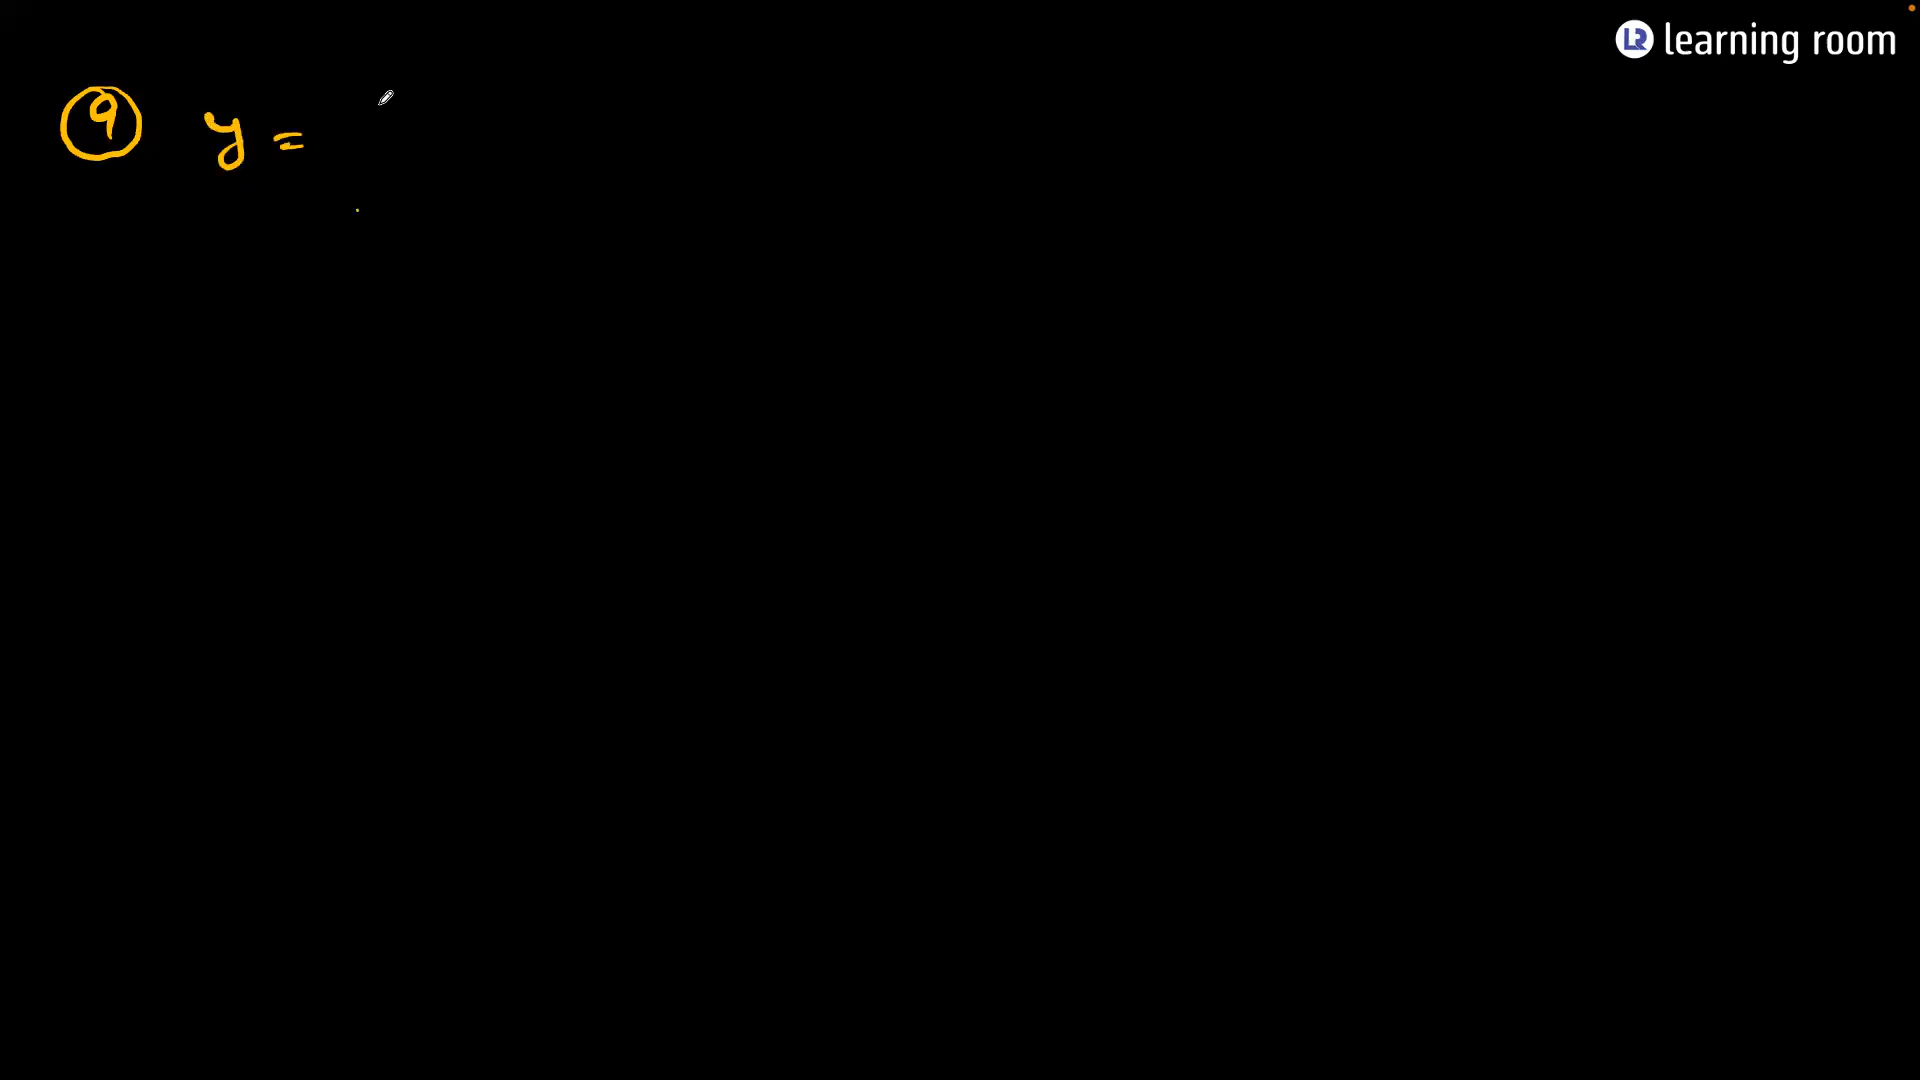 learning room
9 y =